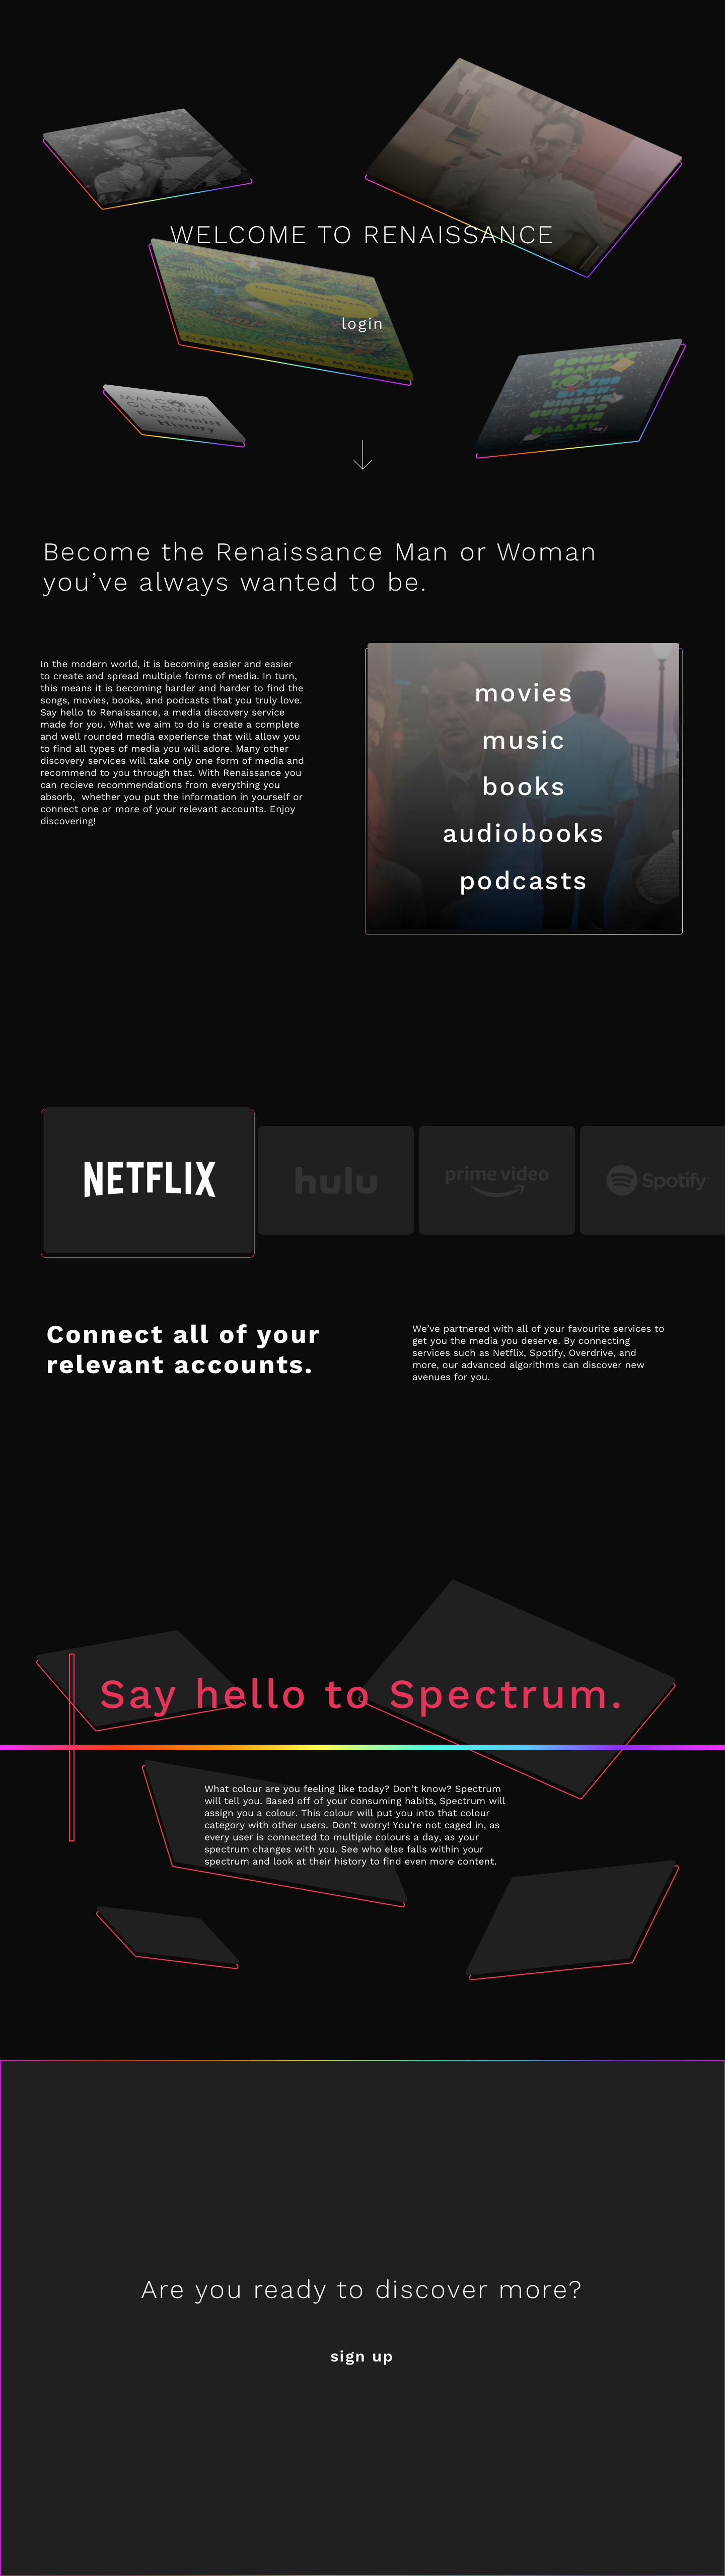 WELCOME TO RENAISSANCE
login
GABRIEL GARCIA MARQUEZ
MALCOLM
GLADWELL
Revisionist
History
DOUGLAS
ADAMS
THE
HITCH-
HIKER'S
GUIDE TO
THE
GALAXY
Become the Renaissance Man or Woman
you’ve always wanted to be.
In the modern world, it is becoming easier and easier
to create and spread multiple forms of media. In turn,
this means it is becoming harder and harder to find the
songs, movies, books, and podcasts that you truly love.
Say hello to Renaissance, a media discovery service
made for you. What we aim to do is create a complete
and well rounded media experience that will allow you
to find all types of media you will adore. Many other
discovery services will take only one form of media and
recommend to you through that. With Renaissance you
can recieve recommendations from everything you
absorb,  whether you put the information in yourself or
connect one or more of your relevant accounts. Enjoy
discovering!
movies
music
books
audiobooks
podcasts
NETFLIX
hulu
prime video
Spotify
Connect all of your
relevant accounts.
We’ve partnered with all of your favourite services to
get you the media you deserve. By connecting
services such as Netflix, Spotify, Overdrive, and
more, our advanced algorithms can discover new
avenues for you.
Say hello to Spectrum.
What colour are you feeling like today? Don’t know? Spectrum
will tell you. Based off of your consuming habits, Spectrum will
assign you a colour. This colour will put you into that colour
category with other users. Don’t worry! You’re not caged in, as
every user is connected to multiple colours a day, as your
spectrum changes with you. See who else falls within your
spectrum and look at their history to find even more content.
Are you ready to discover more?
sign up